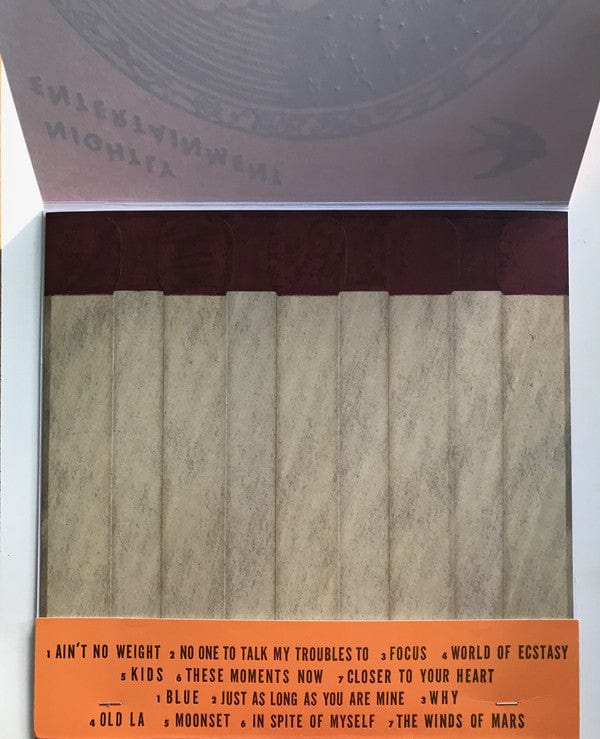 ENTERTAINMENT
NIGHTLY
1 AIN'T NO WEIGHT 2 NO ONE TO TALK MY TROUBLES TO 3 FOCUS 4 WORLD OF ECSTASY
5 KIDS 6 THESE MOMENTS NOW 7 CLOSER TO YOUR HEART
1 BLUE 2 JUST AS LONG AS YOU ARE MINE 3 WHY
4 OLD LA 5 MOONSET 6 IN SPITE OF MYSELF 7 THE WINDS OF MARS